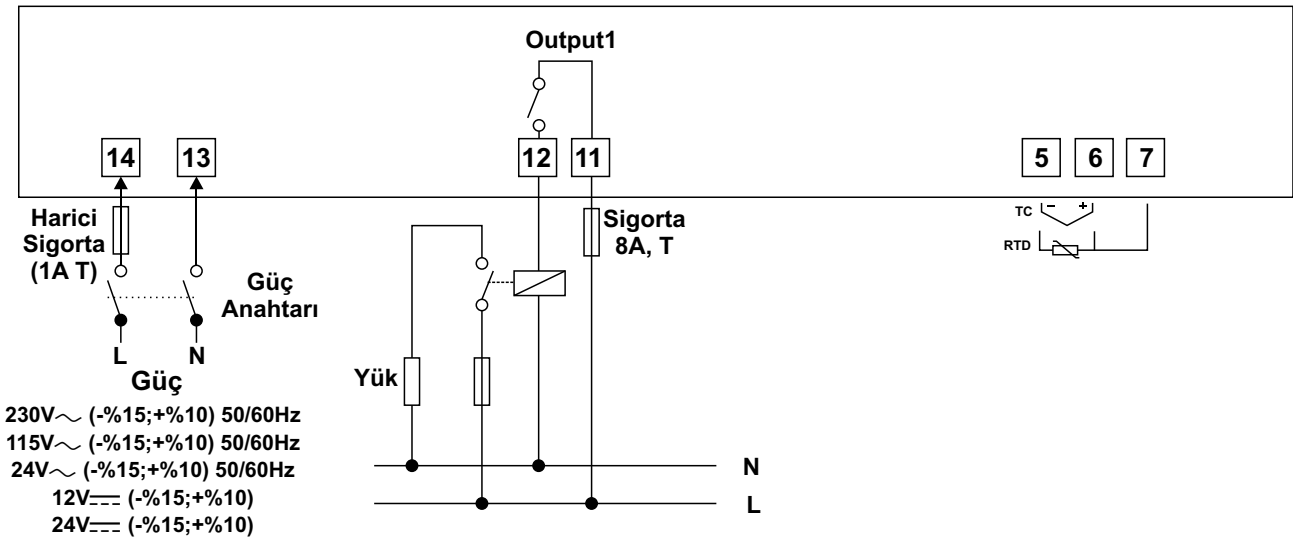 Output1
14
13
12
11
5
6
7
Harici
Sigorta
(1A T)
Güç
Anahtarı
L
N
Güç
230V～ (-%15;+%10) 50/60Hz
115V～ (-%15;+%10) 50/60Hz
24V～ (-%15;+%10) 50/60Hz
12V⎓ (-%15;+%10)
24V⎓ (-%15;+%10)
Yük
Sigorta
8A, T
TC
- +
RTD
N
L